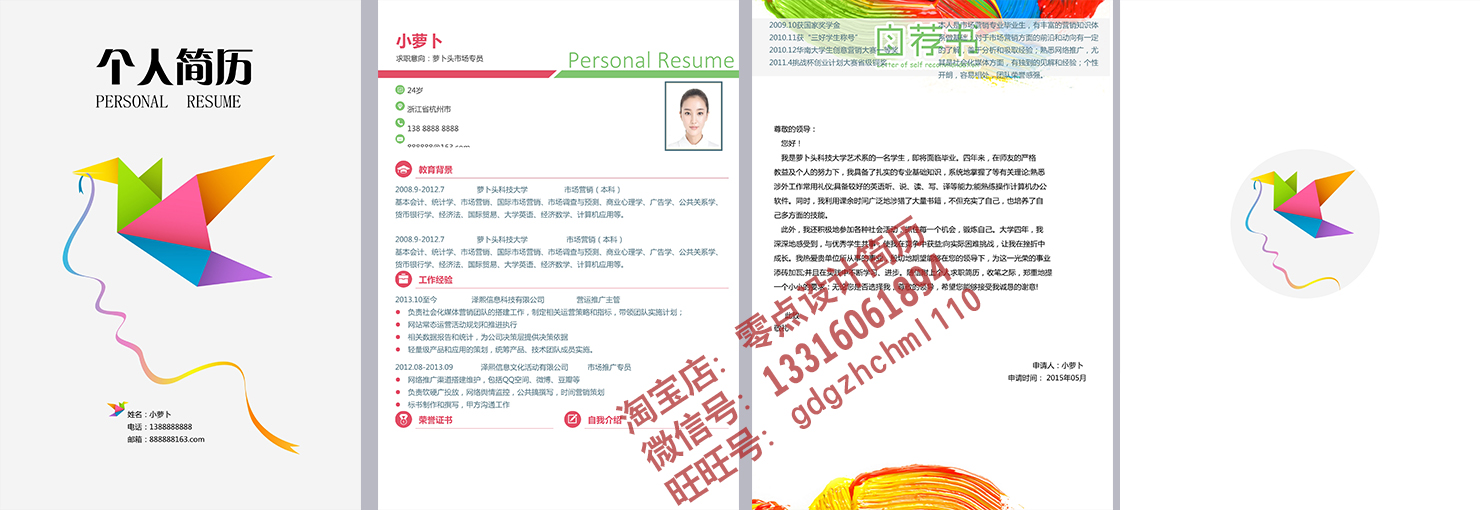 个人简历
PERSONAL RESUME
姓名：小萝卜
电话：1388888888
邮箱：888888163.com
小萝卜
求职意向：萝卜头市场专员
Personal Resume
24岁
浙江省杭州市
138 8888 8888
888888@163.com
教育背景
2008.9-2012.7 萝卜头科技大学 市场营销（本科）
基本会计、统计学、市场营销、国际市场营销、市场调查与预测、商业心理学、广告学、公共关系学、
货币银行学、经济法、国际贸易、大学英语、经济数学、计算机应用等。
2008.9-2012.7 萝卜头科技大学 市场营销（本科）
基本会计、统计学、市场营销、国际市场营销、市场调查与预测、商业心理学、广告学、公共关系学、
货币银行学、经济法、国际贸易、大学英语、经济数学、计算机应用等。
工作经验
2013.10至今 泽熙信息科技有限公司 营运推广主管
负责社会化媒体营销团队的搭建工作，制定相关运营策略和指标，带领团队实施计划；
网站常态运营活动规划和推进执行
相关数据报告和统计，为公司决策层提供决策依据
轻量级产品和应用的策划，统筹产品、技术团队成员实施。
2012.08-2013.09 泽熙信息文化活动有限公司 市场推广专员
网络推广渠道搭建维护，包括QQ空间、微博、豆瓣等
负责软硬广投放，网络舆情监控，公共搞撰写，时间营销策划
标书制作和撰写，甲方沟通工作
荣誉证书
自我介绍
2009.10获国家奖学金
2010.11获“三好学生称号”
2010.12华南大学生创意营销大赛一等奖
2011.4挑战杯创业计划大赛省级铜奖
自荐书
Letter of self recommendation
本人是市场营销专业毕业生，有丰富的营销知识体
系做基础；对于市场营销方面的前沿和动向有一定
的了解，善于分析和吸取经验；熟悉网络推广，尤
其是社会化媒体方面，有独到的见解和经验；个性
开朗，容易相处，团队荣誉感强。
尊敬的领导：
您好！
我是萝卜头科技大学艺术系的一名学生，即将面临毕业。四年来，在师友的严格
教益及个人的努力下，我具备了扎实的专业基础知识，系统地掌握了等有关理论;熟悉
涉外工作常用礼仪;具备较好的英语听、说、读、写、译等能力;能熟练操作计算机办公
软件。同时，我利用课余时间广泛地涉猎了大量书籍，不但充实了自己，也培养了自
己多方面的技能。
此外，我还积极地参加各种社会活动，抓住每一个机会，锻炼自己。大学四年，我
深深地感受到，与优秀学生共事，使我在竞争中获益;向实际困难挑战，让我在挫折中
成长。我热爱贵单位所从事的事业，殷切地期望能够在您的领导下，为这一光荣的事业
添砖加瓦;并且在实践中不断学习、进步。随信附上个人求职简历，收笔之际，郑重地提
一个小小的要求：无论您是否选择我，尊敬的领导，希望您能够接受我诚恳的谢意!
此致
敬礼
申请人：小萝卜
申请时间：2015年05月
淘宝店：零点设计简历
微信号：13316061894
旺旺号：gdgzhchml110